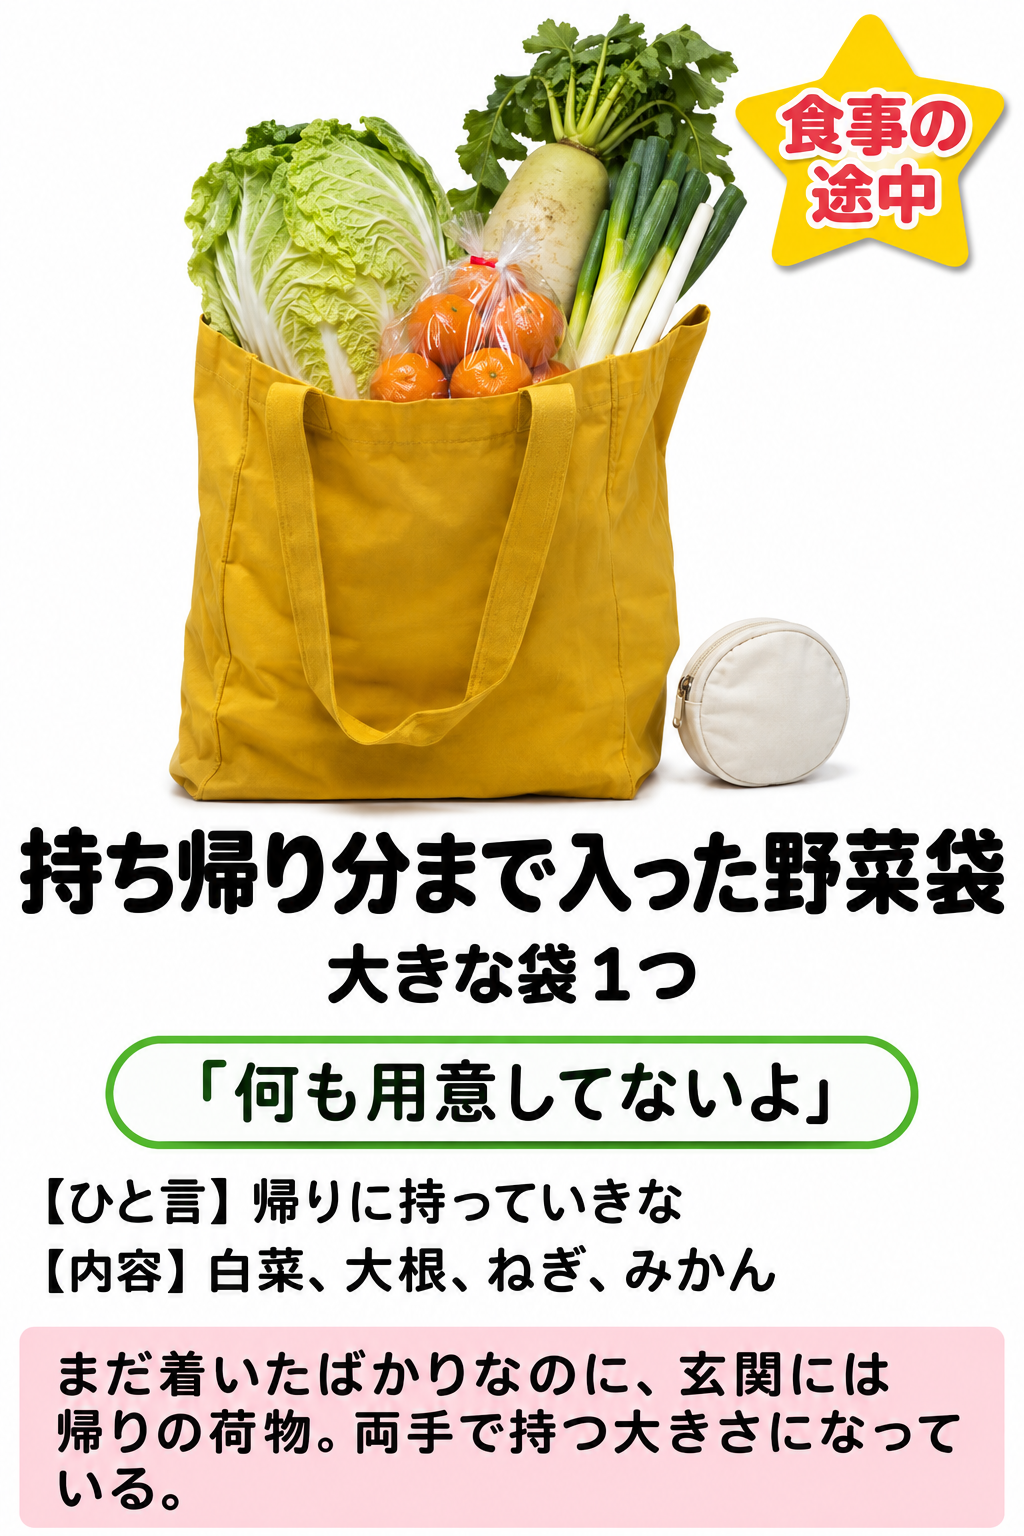 食事の
途中
持ち帰り分まで入った野菜袋
大きな袋1つ
「何も用意してないよ」
【ひと言】帰りに持っていきな
【内容】白菜、大根、ねぎ、みかん
まだ着いたばかりなのに、玄関には
帰りの荷物。両手で持つ大きさになって
いる。